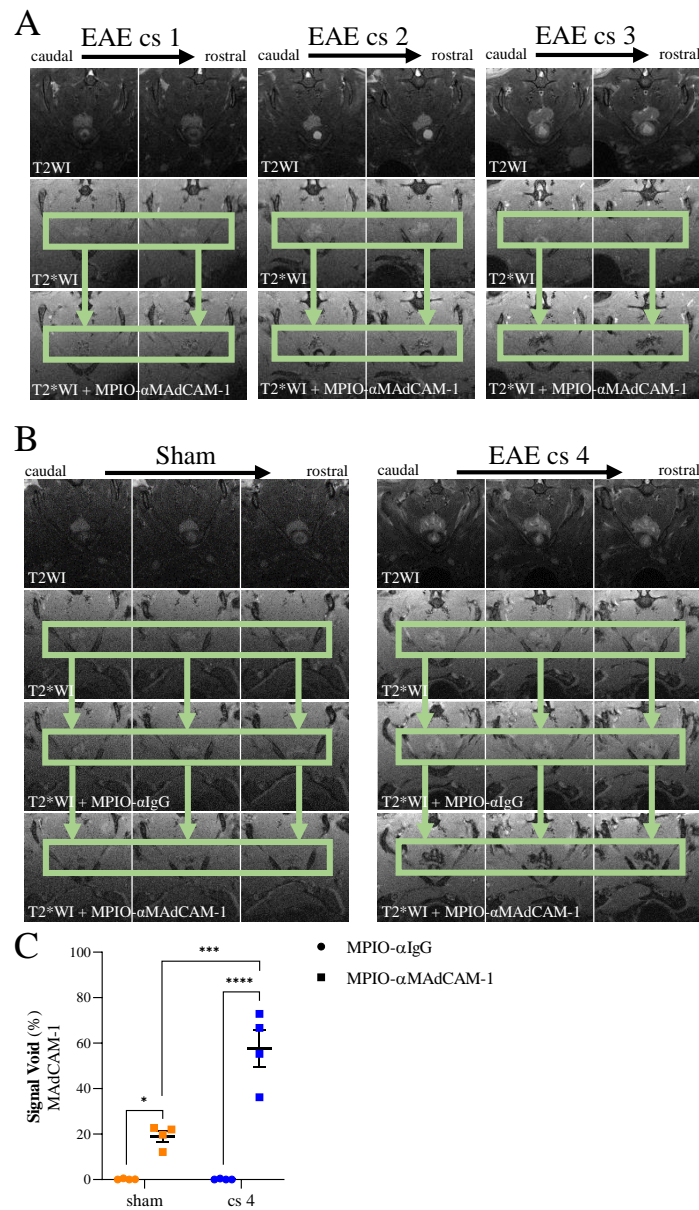 A
EAE cs 1
caudal rostral
T2WI
T2*WI
T2*WI + MPIO-αMAdCAM-1
EAE cs 2
caudal rostral
T2WI
T2*WI
T2*WI + MPIO-αMAdCAM-1
EAE cs 3
caudal rostral
T2WI
T2*WI
T2*WI + MPIO-αMAdCAM-1
B
Sham
caudal rostral
T2WI
T2*WI
T2*WI + MPIO-αIgG
T2*WI + MPIO-αMAdCAM-1
EAE cs 4
caudal rostral
T2WI
T2*WI
T2*WI + MPIO-αIgG
T2*WI + MPIO-αMAdCAM-1
C
Signal Void (%)
MAdCAM-1
100
80
60
40
20
0
*
***
****
sham cs 4
MPIO-αIgG
MPIO-αMAdCAM-1